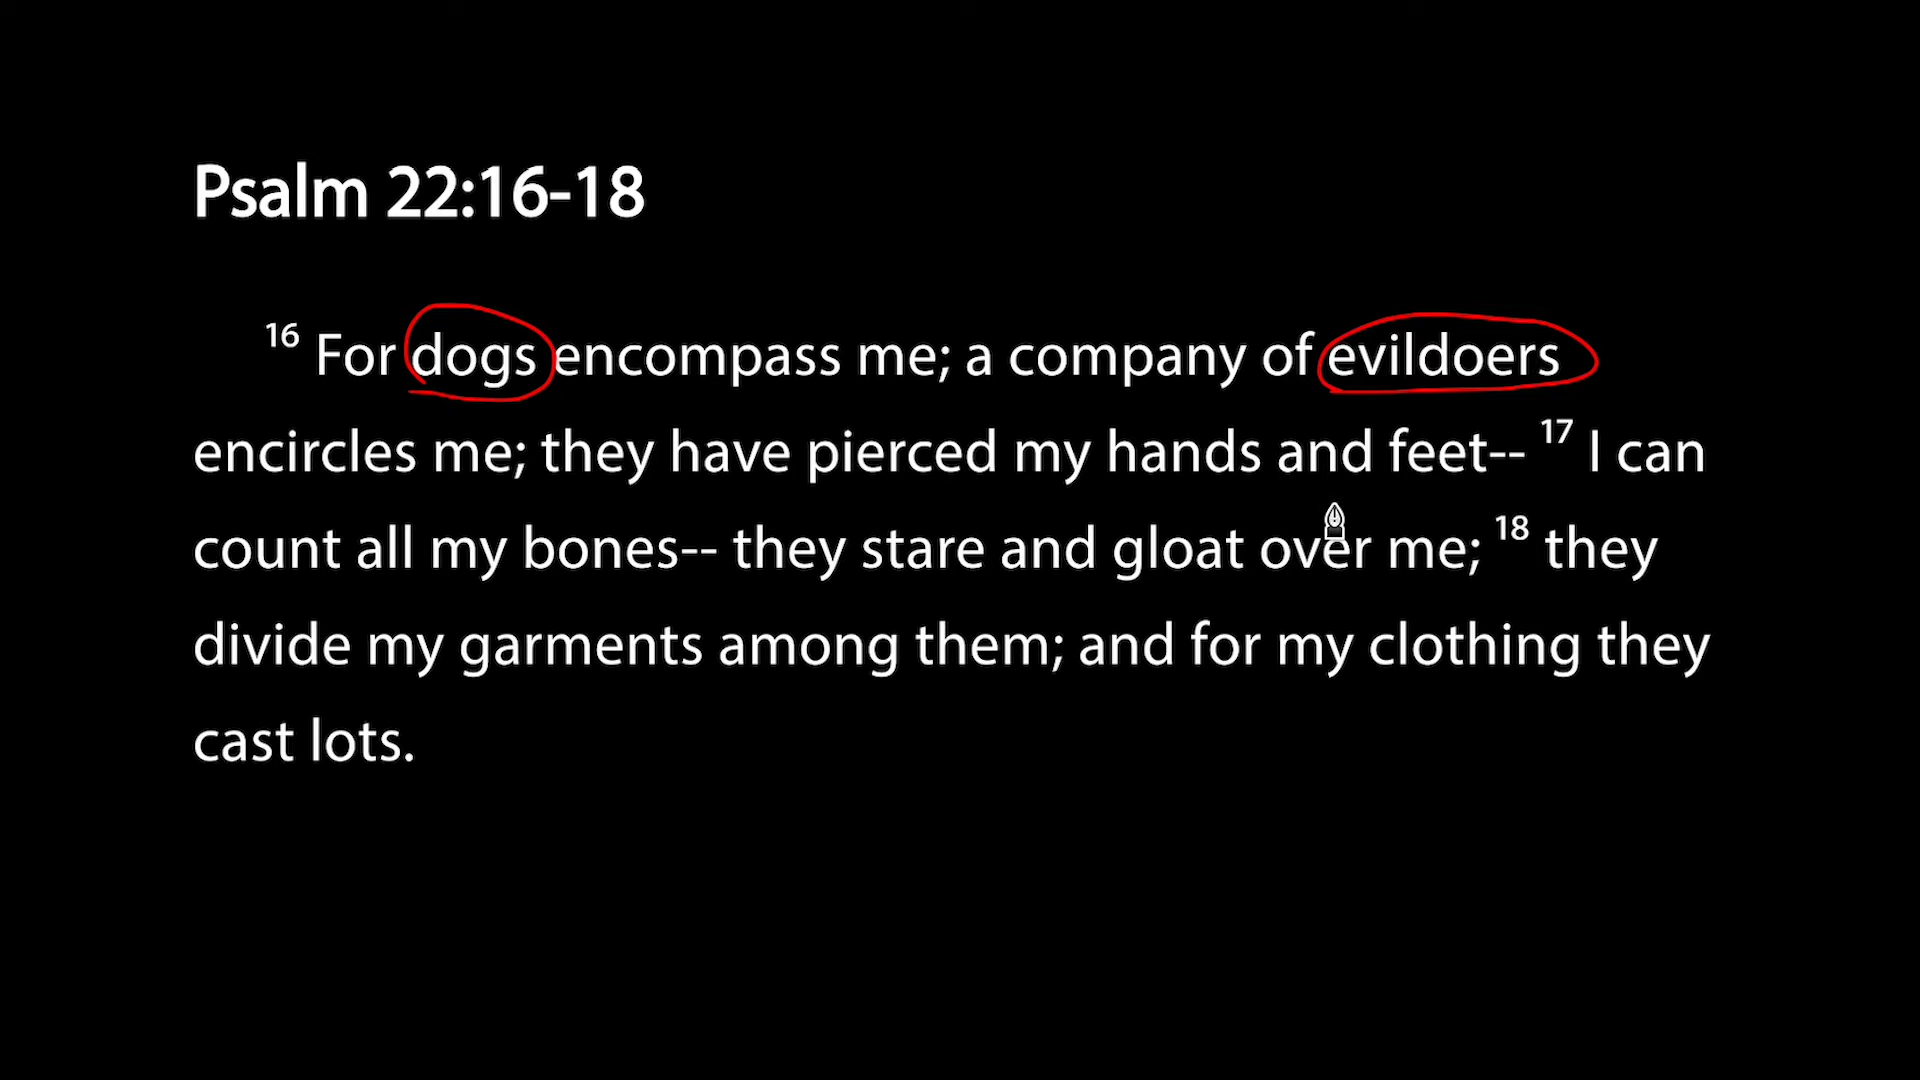 Psalm 22:16-18
16 For dogs encompass me; a company of evildoers
encircles me; they have pierced my hands and feet-- 17 I can
count all my bones-- they stare and gloat over me; 18 they
divide my garments among them; and for my clothing they
cast lots.